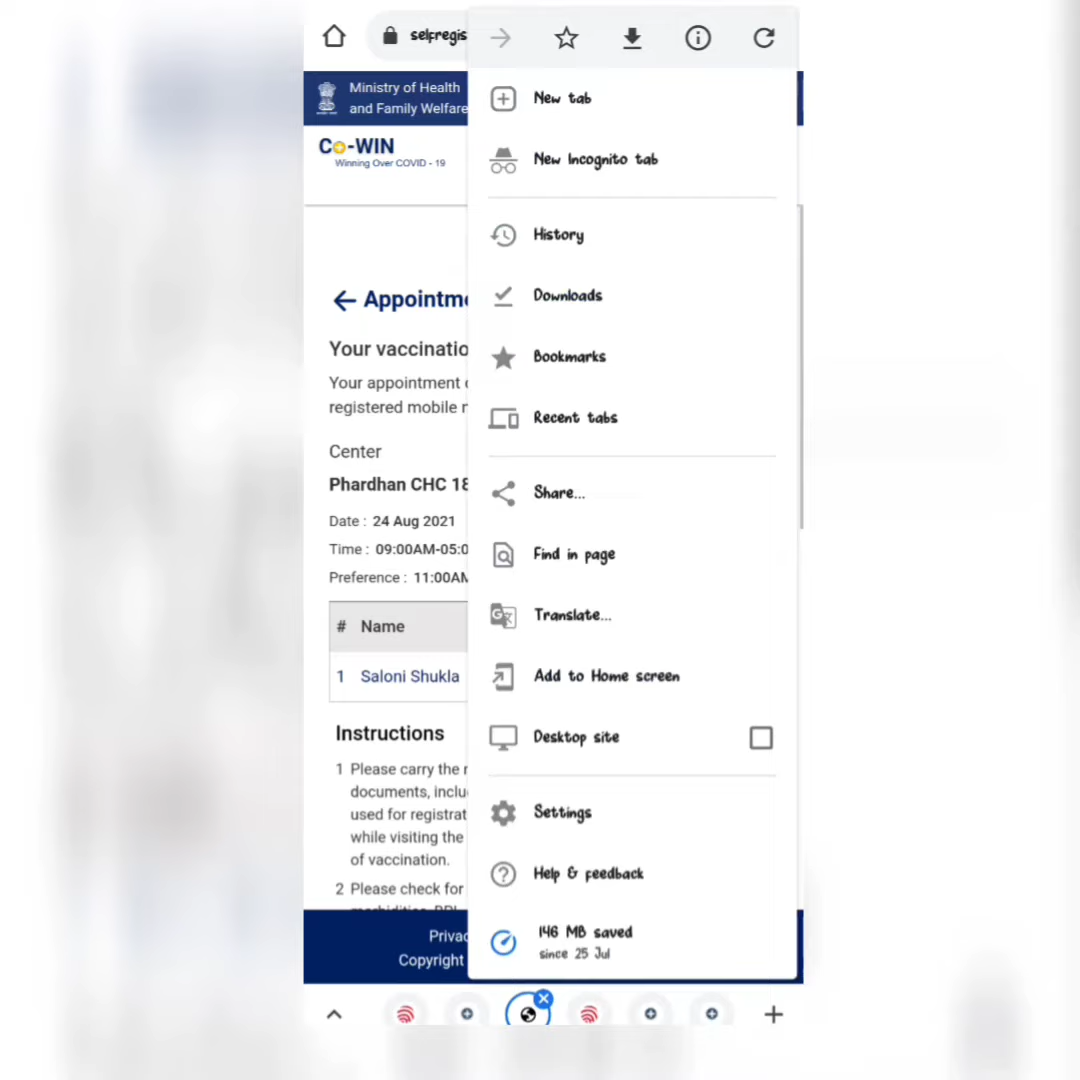 selfregis
Ministry of Health
and Family Welfare
Co-WIN
Winning Over COVID - 19
Appointme
Your vaccinatio
Your appointment
registered mobile
Center
Phardhan CHC 18
Date : 24 Aug 2021
Time : 09:00AM-05:0
Preference : 11:00AM
# Name
1 Saloni Shukla
Instructions
1 Please carry the
documents, inclu
used for registrat
while visiting the
of vaccination.
2 Please check for
Privac
Copyright
New tab
New Incognito tab
History
Downloads
Bookmarks
Recent tabs
Share...
Find in page
Translate...
Add to Home screen
Desktop site
Settings
Help & feedback
146 MB saved
since 25 Jul